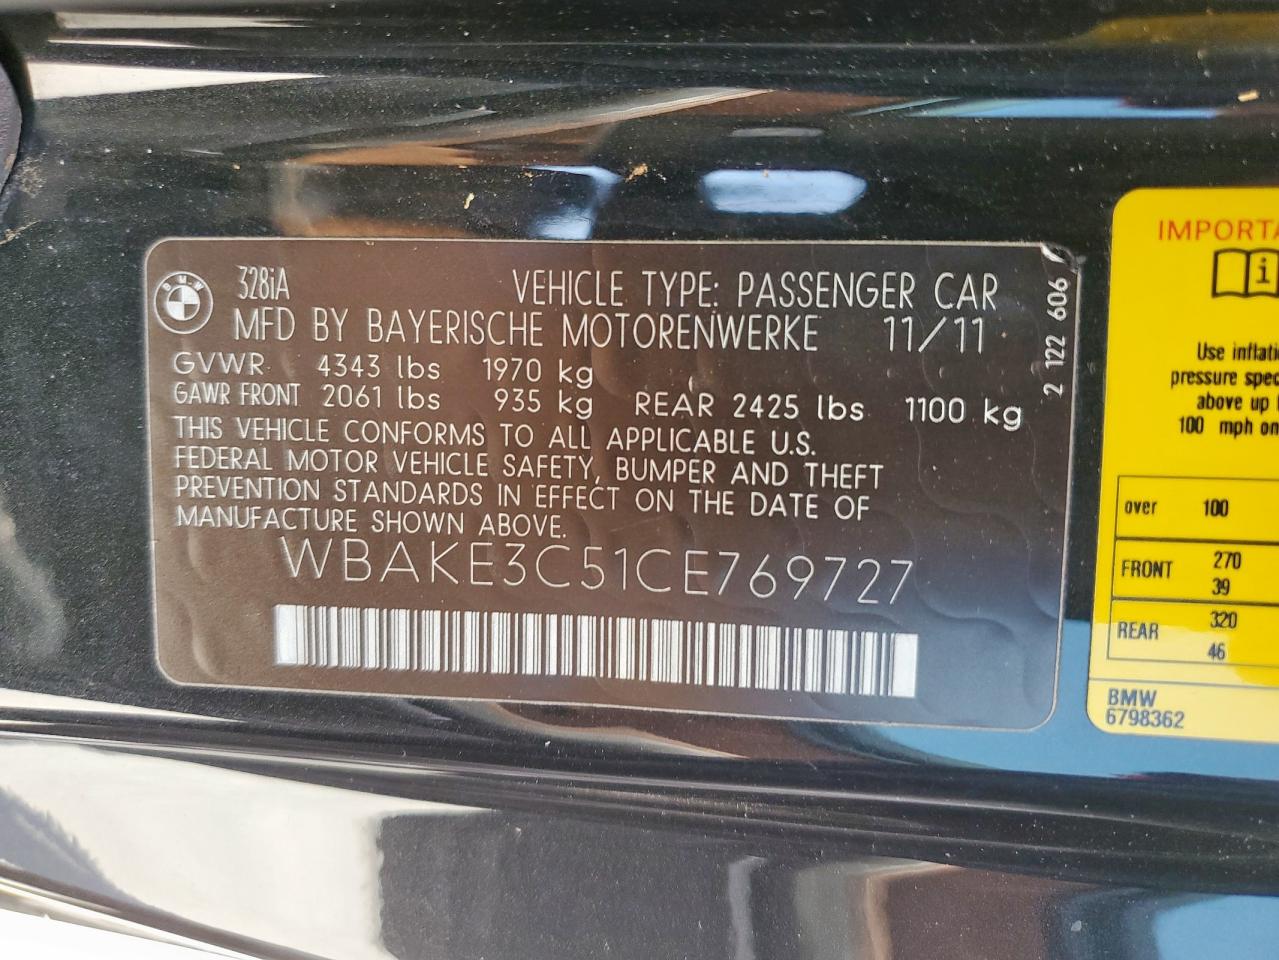 BMW
328iA VEHICLE TYPE: PASSENGER CAR
MFD BY BAYERISCHE MOTORENWERKE 11/11
GVWR 4343 lbs 1970 kg
GAWR FRONT 2061 lbs 935 kg REAR 2425 lbs 1100 kg
THIS VEHICLE CONFORMS TO ALL APPLICABLE U.S.
FEDERAL MOTOR VEHICLE SAFETY, BUMPER AND THEFT
PREVENTION STANDARDS IN EFFECT ON THE DATE OF
MANUFACTURE SHOWN ABOVE.
WBAKE3C51CE769727
2 122 606
IMPORTA
i
Use inflati
pressure spec
above up
100 mph on
over 100
FRONT 270
39
REAR 320
46
BMW
6798362